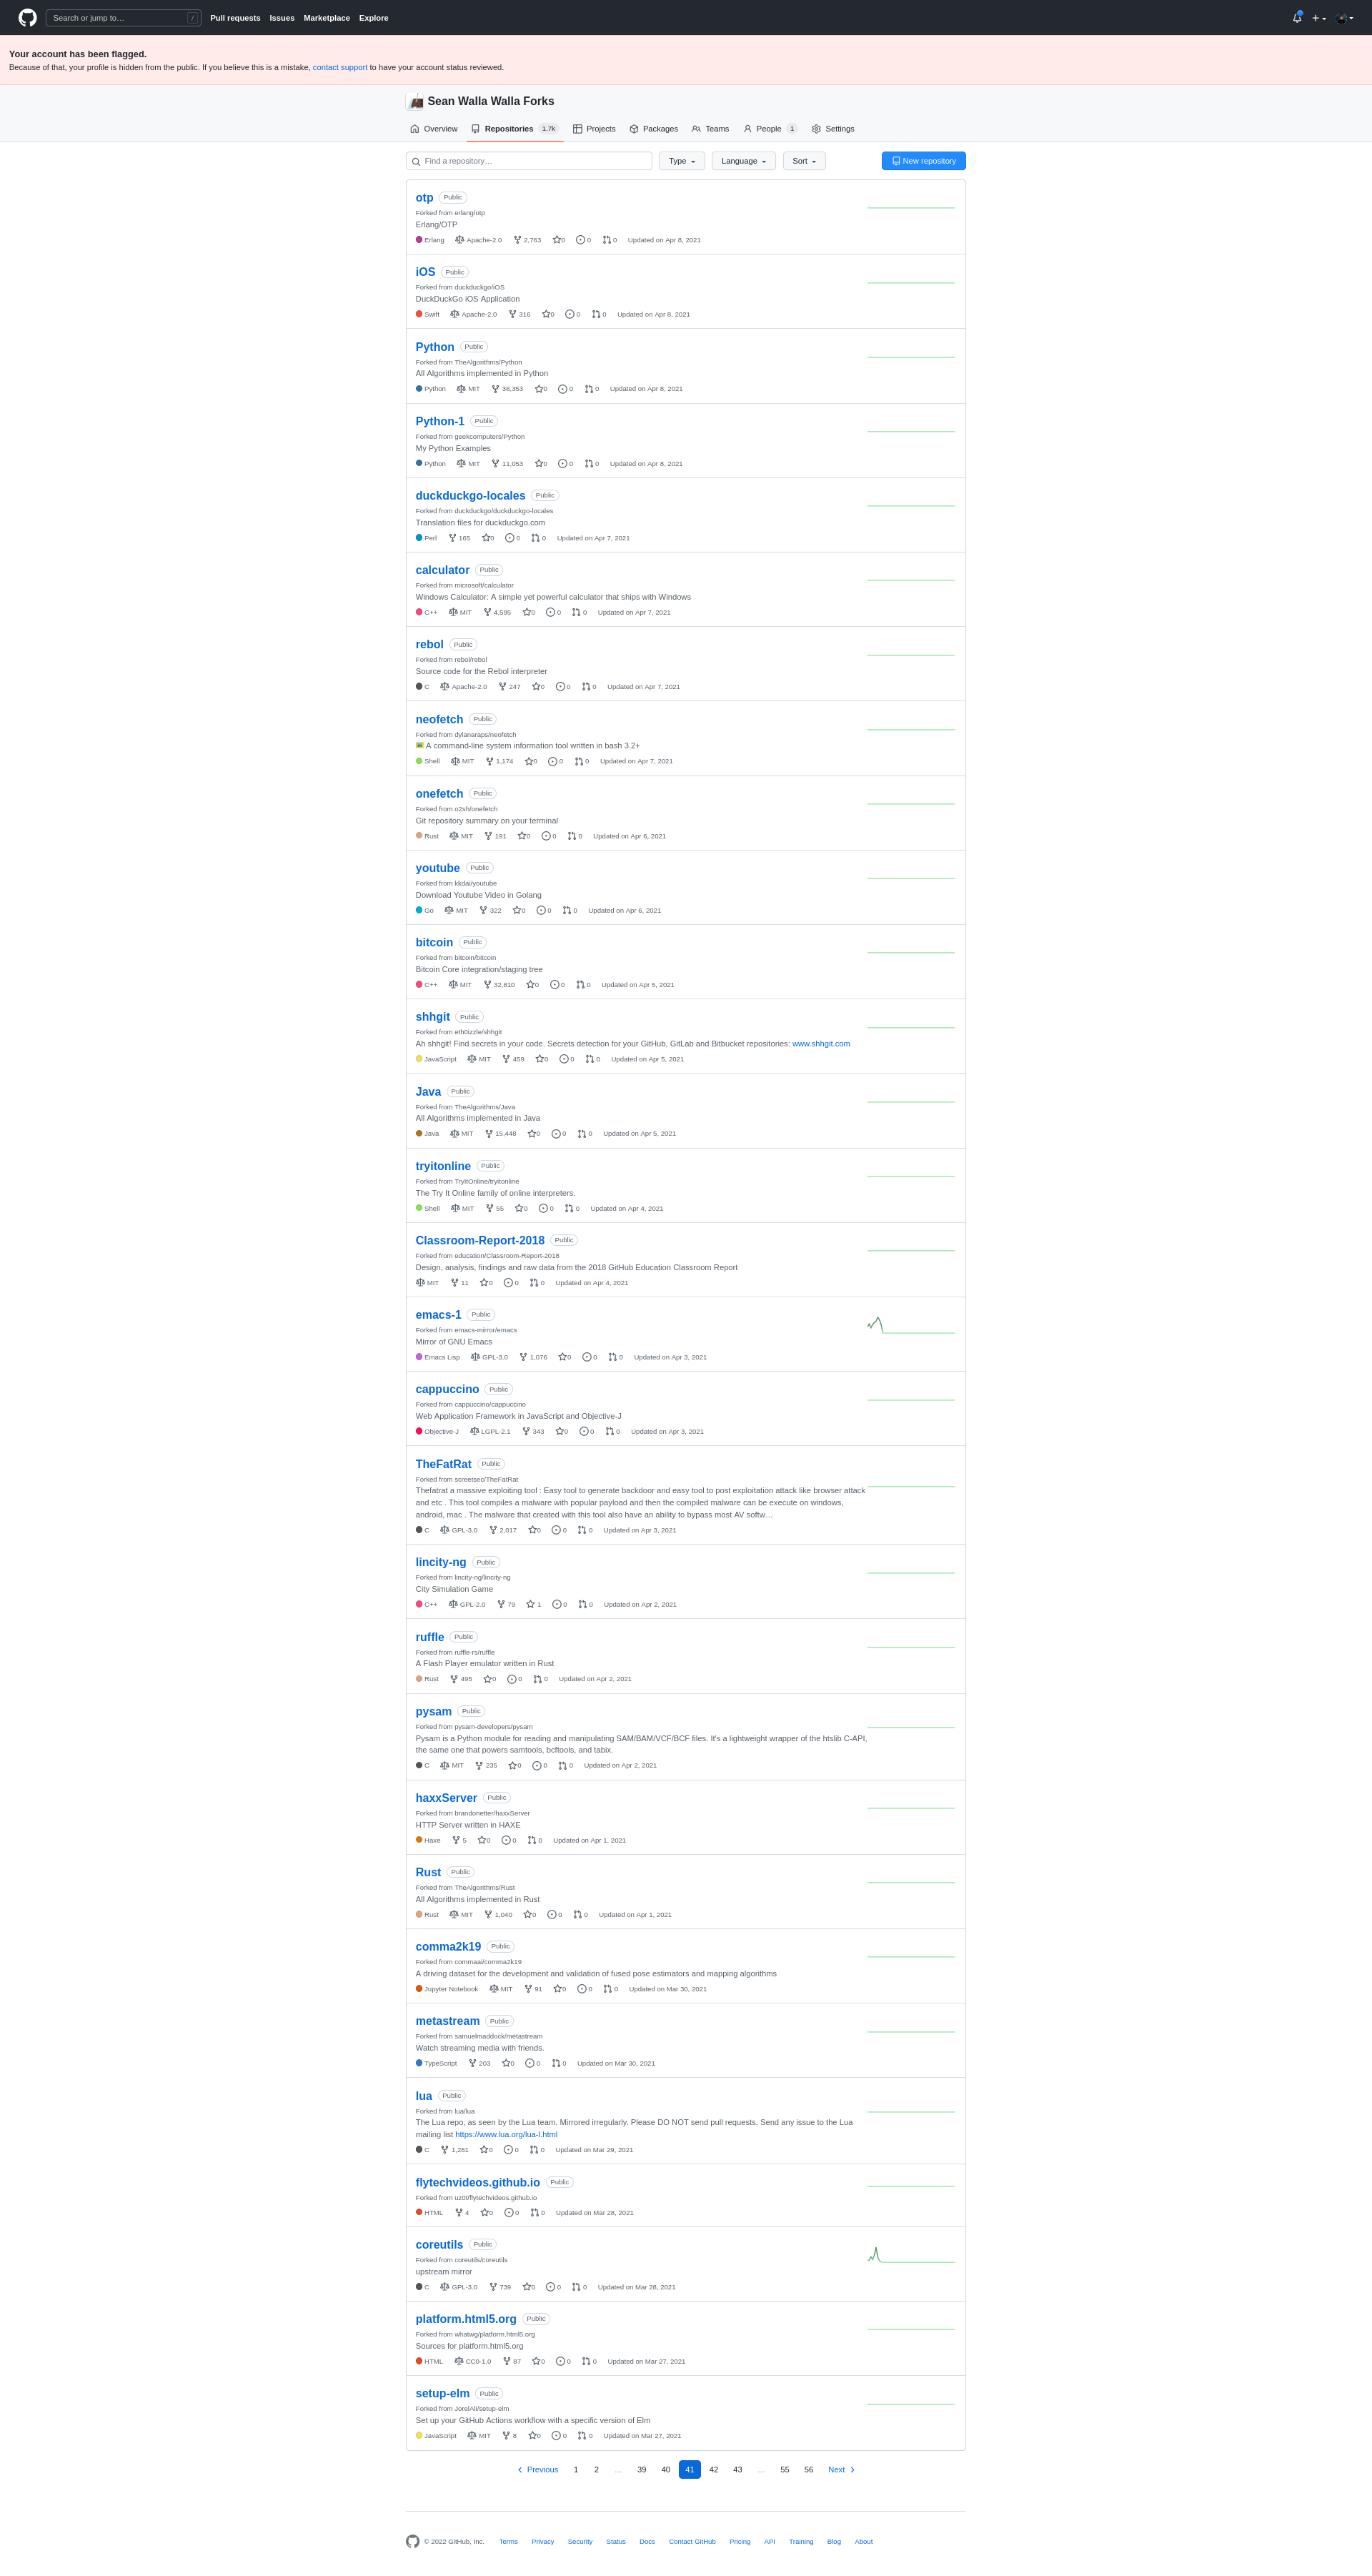 Search or jump to… /
Pull requests Issues Marketplace Explore
Your account has been flagged.
Because of that, your profile is hidden from the public. If you believe this is a mistake, contact support to have your account status reviewed.
Sean Walla Walla Forks
Overview Repositories 1.7k Projects Packages Teams People 1 Settings
Find a repository… Type Language Sort New repository
otp Public
Forked from erlang/otp
Erlang/OTP
Erlang Apache-2.0 2,763 0 0 0 Updated on Apr 8, 2021
iOS Public
Forked from duckduckgo/iOS
DuckDuckGo iOS Application
Swift Apache-2.0 316 0 0 0 Updated on Apr 8, 2021
Python Public
Forked from TheAlgorithms/Python
All Algorithms implemented in Python
Python MIT 36,353 0 0 0 Updated on Apr 8, 2021
Python-1 Public
Forked from geekcomputers/Python
My Python Examples
Python MIT 11,053 0 0 0 Updated on Apr 8, 2021
duckduckgo-locales Public
Forked from duckduckgo/duckduckgo-locales
Translation files for duckduckgo.com
Perl 165 0 0 0 Updated on Apr 7, 2021
calculator Public
Forked from microsoft/calculator
Windows Calculator: A simple yet powerful calculator that ships with Windows
C++ MIT 4,595 0 0 0 Updated on Apr 7, 2021
rebol Public
Forked from rebol/rebol
Source code for the Rebol interpreter
C Apache-2.0 247 0 0 0 Updated on Apr 7, 2021
neofetch Public
Forked from dylanaraps/neofetch
A command-line system information tool written in bash 3.2+
Shell MIT 1,174 0 0 0 Updated on Apr 7, 2021
onefetch Public
Forked from o2sh/onefetch
Git repository summary on your terminal
Rust MIT 191 0 0 0 Updated on Apr 6, 2021
youtube Public
Forked from kkdai/youtube
Download Youtube Video in Golang
Go MIT 322 0 0 0 Updated on Apr 6, 2021
bitcoin Public
Forked from bitcoin/bitcoin
Bitcoin Core integration/staging tree
C++ MIT 32,810 0 0 0 Updated on Apr 5, 2021
shhgit Public
Forked from eth0izzle/shhgit
Ah shhgit! Find secrets in your code. Secrets detection for your GitHub, GitLab and Bitbucket repositories: www.shhgit.com
JavaScript MIT 459 0 0 0 Updated on Apr 5, 2021
Java Public
Forked from TheAlgorithms/Java
All Algorithms implemented in Java
Java MIT 15,448 0 0 0 Updated on Apr 5, 2021
tryitonline Public
Forked from TryItOnline/tryitonline
The Try It Online family of online interpreters.
Shell MIT 55 0 0 0 Updated on Apr 4, 2021
Classroom-Report-2018 Public
Forked from education/Classroom-Report-2018
Design, analysis, findings and raw data from the 2018 GitHub Education Classroom Report
MIT 11 0 0 0 Updated on Apr 4, 2021
emacs-1 Public
Forked from emacs-mirror/emacs
Mirror of GNU Emacs
Emacs Lisp GPL-3.0 1,076 0 0 0 Updated on Apr 3, 2021
cappuccino Public
Forked from cappuccino/cappuccino
Web Application Framework in JavaScript and Objective-J
Objective-J LGPL-2.1 343 0 0 0 Updated on Apr 3, 2021
TheFatRat Public
Forked from screetsec/TheFatRat
Thefatrat a massive exploiting tool : Easy tool to generate backdoor and easy tool to post exploitation attack like browser attack
and etc . This tool compiles a malware with popular payload and then the compiled malware can be execute on windows,
android, mac . The malware that created with this tool also have an ability to bypass most AV softw…
C GPL-3.0 2,017 0 0 0 Updated on Apr 3, 2021
lincity-ng Public
Forked from lincity-ng/lincity-ng
City Simulation Game
C++ GPL-2.0 79 1 0 0 Updated on Apr 2, 2021
ruffle Public
Forked from ruffle-rs/ruffle
A Flash Player emulator written in Rust
Rust 495 0 0 0 Updated on Apr 2, 2021
pysam Public
Forked from pysam-developers/pysam
Pysam is a Python module for reading and manipulating SAM/BAM/VCF/BCF files. It's a lightweight wrapper of the htslib C-API,
the same one that powers samtools, bcftools, and tabix.
C MIT 235 0 0 0 Updated on Apr 2, 2021
haxxServer Public
Forked from brandonetter/haxxServer
HTTP Server written in HAXE
Haxe 5 0 0 0 Updated on Apr 1, 2021
Rust Public
Forked from TheAlgorithms/Rust
All Algorithms implemented in Rust
Rust MIT 1,040 0 0 0 Updated on Apr 1, 2021
comma2k19 Public
Forked from commaai/comma2k19
A driving dataset for the development and validation of fused pose estimators and mapping algorithms
Jupyter Notebook MIT 91 0 0 0 Updated on Mar 30, 2021
metastream Public
Forked from samuelmaddock/metastream
Watch streaming media with friends.
TypeScript 203 0 0 0 Updated on Mar 30, 2021
lua Public
Forked from lua/lua
The Lua repo, as seen by the Lua team. Mirrored irregularly. Please DO NOT send pull requests. Send any issue to the Lua
mailing list https://www.lua.org/lua-l.html
C 1,281 0 0 0 Updated on Mar 29, 2021
flytechvideos.github.io Public
Forked from uz0t/flytechvideos.github.io
HTML 4 0 0 0 Updated on Mar 28, 2021
coreutils Public
Forked from coreutils/coreutils
upstream mirror
C GPL-3.0 739 0 0 0 Updated on Mar 28, 2021
platform.html5.org Public
Forked from whatwg/platform.html5.org
Sources for platform.html5.org
HTML CC0-1.0 87 0 0 0 Updated on Mar 27, 2021
setup-elm Public
Forked from JorelAli/setup-elm
Set up your GitHub Actions workflow with a specific version of Elm
JavaScript MIT 8 0 0 0 Updated on Mar 27, 2021
Previous 1 2 … 39 40 41 42 43 … 55 56 Next
© 2022 GitHub, Inc. Terms Privacy Security Status Docs Contact GitHub Pricing API Training Blog About